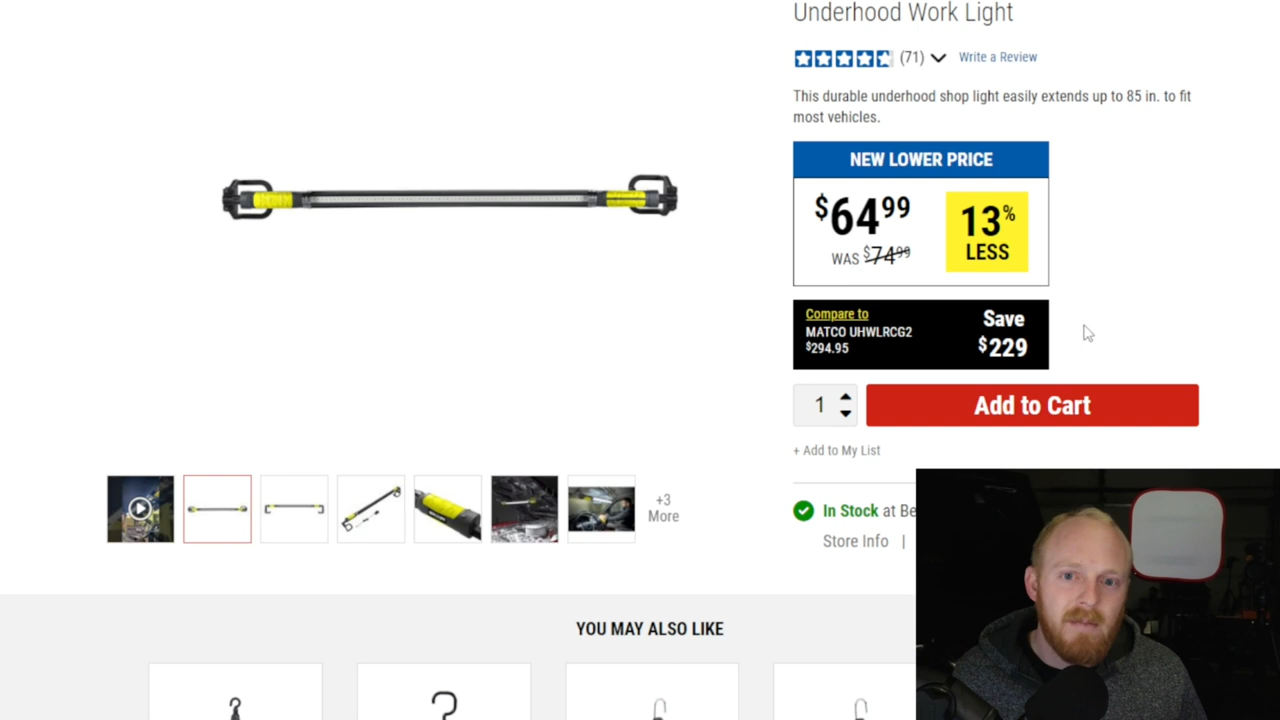 Underhood Work Light
(71)
Write a Review
This durable underhood shop light easily extends up to 85 in. to fit
most vehicles.
NEW LOWER PRICE
$64 99
WAS $74 99
13%
LESS
Compare to
MATCO UHWLRCG2
$294.95
Save
$229
1
Add to Cart
+ Add to My List
+3
More
In Stock at Be
Store Info |
YOU MAY ALSO LIKE